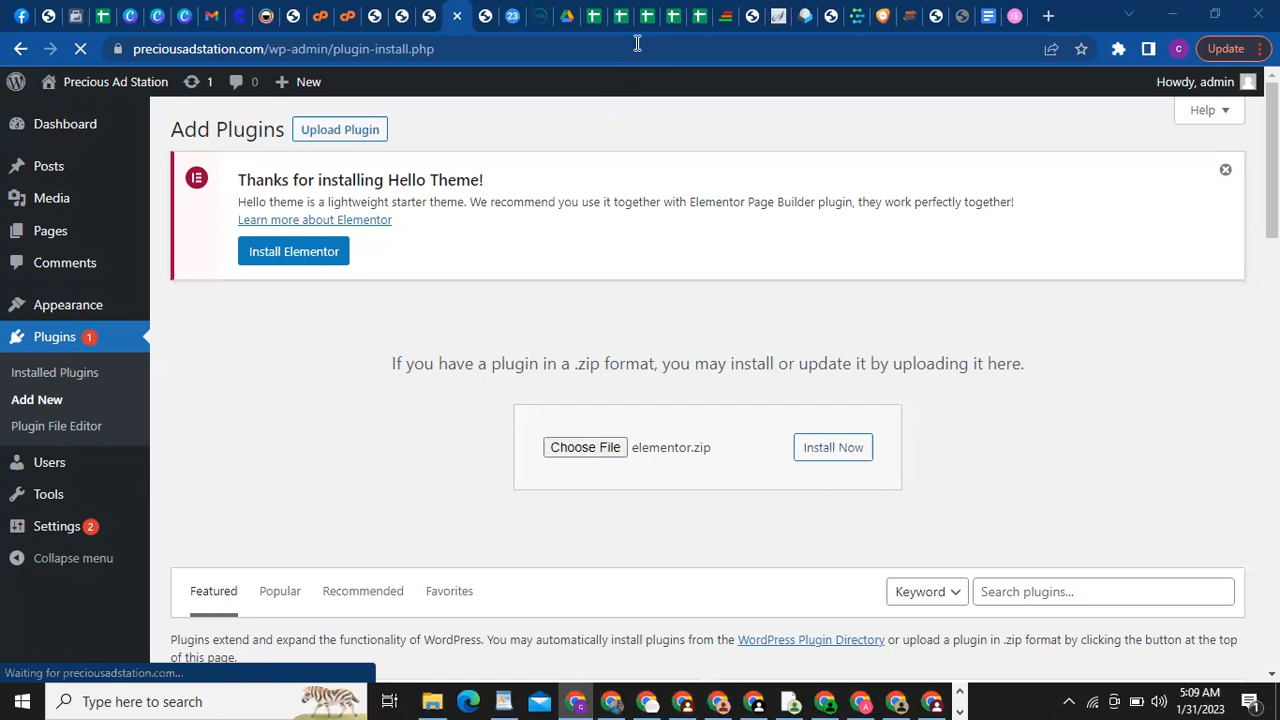 23
preciousadstation.com/wp-admin/plugin-install.php
c
Update
Precious Ad Station
1
0
New
Howdy, admin
Dashboard
Posts
Media
Pages
Comments
Appearance
Plugins 1
Installed Plugins
Add New
Plugin File Editor
Users
Tools
Settings 2
Collapse menu
Add Plugins
Upload Plugin
Help
Thanks for installing Hello Theme!
Hello theme is a lightweight starter theme. We recommend you use it together with Elementor Page Builder plugin, they work perfectly together!
Learn more about Elementor
Install Elementor
If you have a plugin in a .zip format, you may install or update it by uploading it here.
Choose File elementor.zip
Install Now
Featured
Popular
Recommended
Favorites
Keyword
Search plugins...
Plugins extend and expand the functionality of WordPress. You may automatically install plugins from the WordPress Plugin Directory or upload a plugin in .zip format by clicking the button at the top
of this page.
Waiting for preciousadstation.com...
Type here to search
5:09 AM
1/31/2023
1